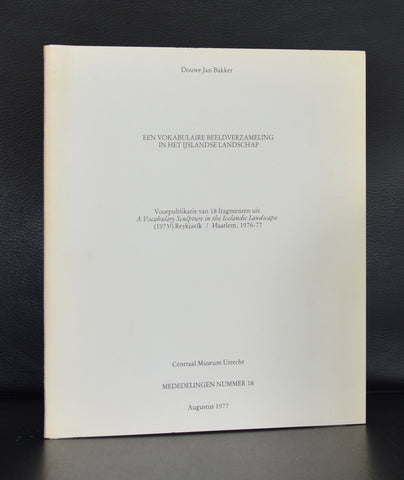 Douwe Jan Bakker
EEN VOKABULAIRE BEELDVERZAMELING
IN HET IJSLANDSE LANDSCHAP
Voorpublikatie van 18 fragmenten uit
A Vocabulary Sculpture in the Icelandic Landscape
(1975f) Reykjavik / Haarlem, 1976-77
Centraal Museum Utrecht
MEDEDELINGEN NUMMER 18
Augustus 1977